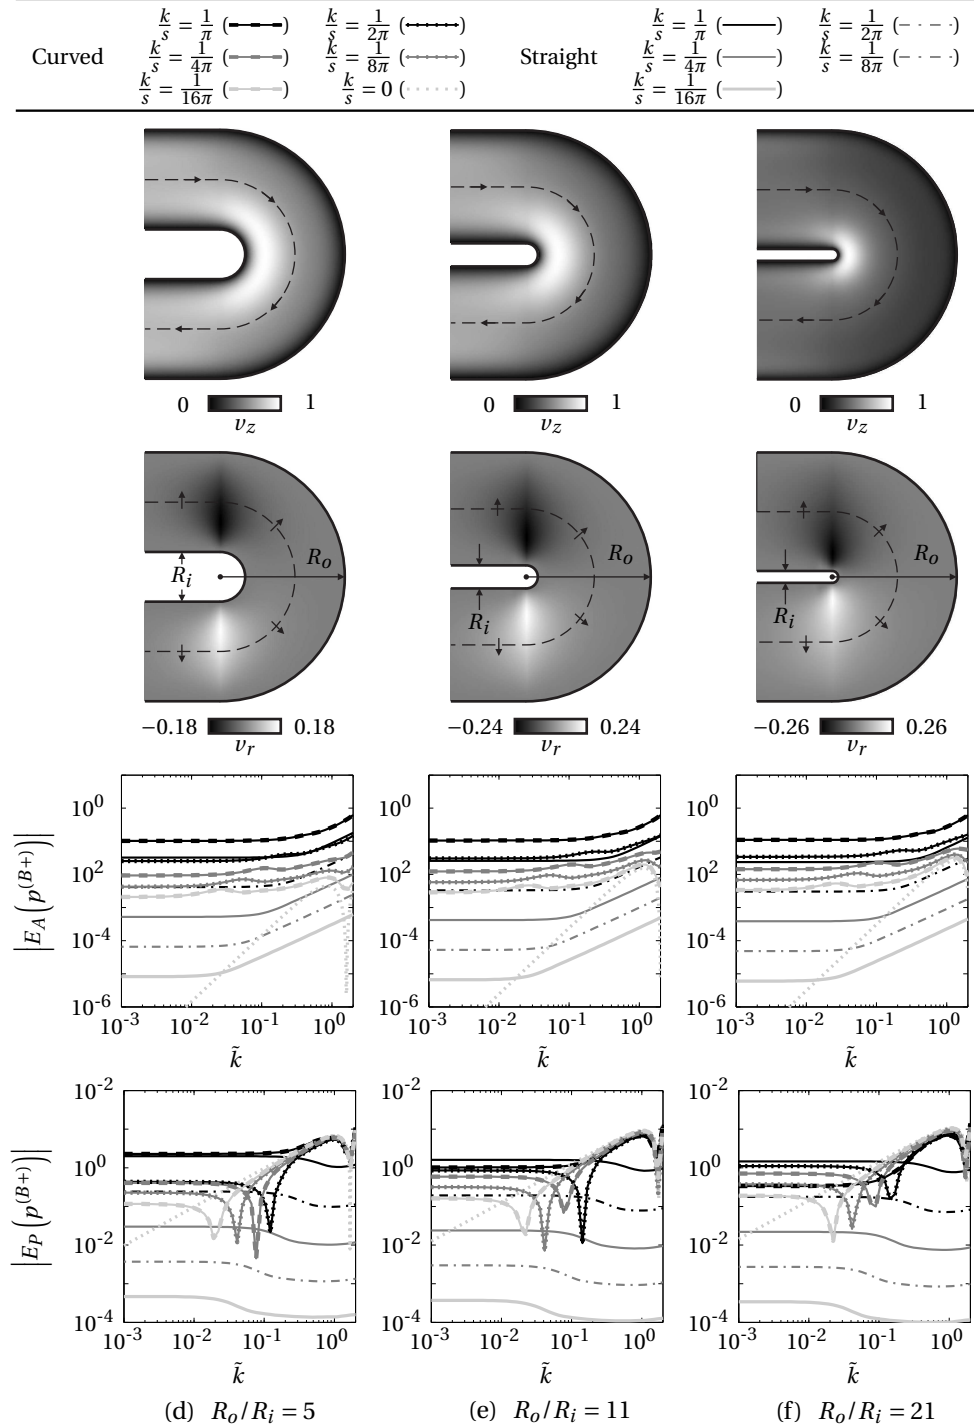 Curved k/s = 1/π ( ) k/s = 1/2π ( ) Straight k/s = 1/π ( ) k/s = 1/2π ( )
k/s = 1/4π ( ) k/s = 1/8π ( ) k/s = 1/4π ( ) k/s = 1/8π ( )
k/s = 1/16π ( ) k/s = 0 ( ) k/s = 1/16π ( )
0 1 0 1 0 1
v_z v_z v_z
R_i R_o R_i R_o R_i R_o
−0.18 0.18 −0.24 0.24 −0.26 0.26
v_r v_r v_r
|E_A(p^(B+))|
10^0 10^0 10^0
10^2 10^2 10^2
10^-4 10^-4 10^-4
10^-6 10^-6 10^-6
10^-3 10^-2 10^-1 10^0 10^-3 10^-2 10^-1 10^0 10^-3 10^-2 10^-1 10^0
k̃ k̃ k̃
|E_P(p^(B+))|
10^-2 10^-2 10^-2
10^0 10^0 10^0
10^-2 10^-2 10^-2
10^-4 10^-4 10^-4
10^-3 10^-2 10^-1 10^0 10^-3 10^-2 10^-1 10^0 10^-3 10^-2 10^-1 10^0
k̃ k̃ k̃
(d) R_o/R_i = 5 (e) R_o/R_i = 11 (f) R_o/R_i = 21